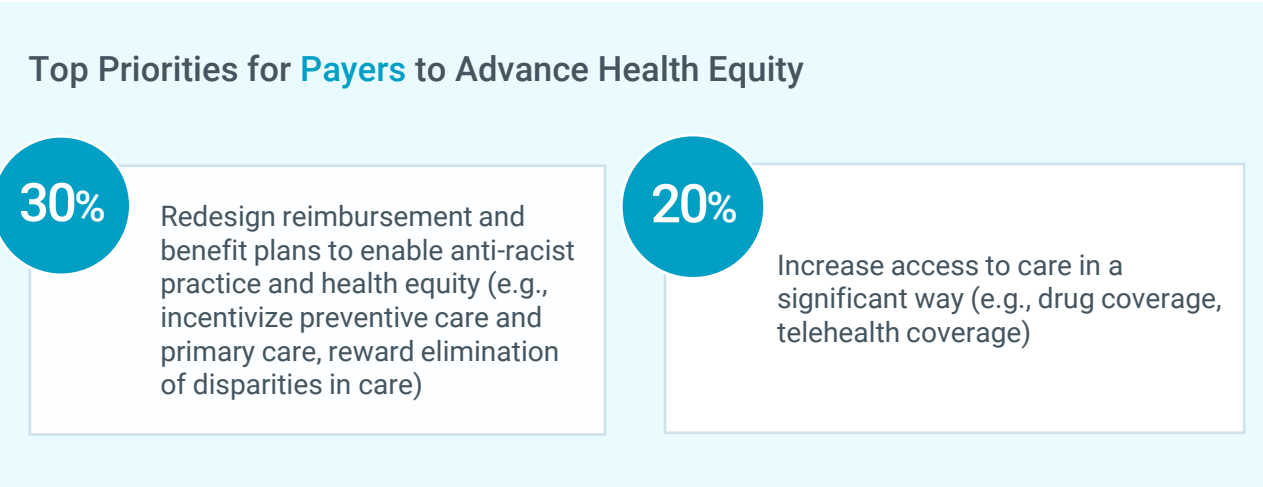 Top Priorities for Payers to Advance Health Equity
30%
Redesign reimbursement and
benefit plans to enable anti-racist
practice and health equity (e.g.,
incentivize preventive care and
primary care, reward elimination
of disparities in care)
20%
Increase access to care in a
significant way (e.g., drug coverage,
telehealth coverage)